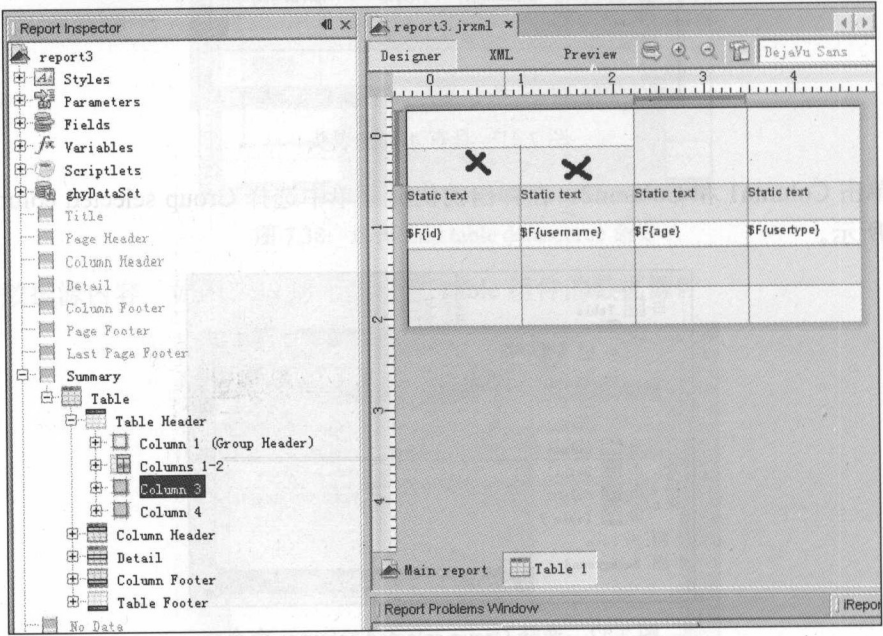 Report Inspector
report3
Styles
Parameters
Fields
Variables
Scriptlets
ghyDataSet
Title
Page Header
Column Header
Detail
Column Footer
Page Footer
Last Page Footer
Summary
Table
Table Header
Column 1 (Group Header)
Columns 1-2
Column 3
Column 4
Column Header
Detail
Column Footer
Table Footer
No Data
report3.jrxml ×
Designer XML Preview DejaVu Sans
0 1 2 3 4
0
1
2
3
4
Static text Static text Static text Static text
$F{id} $F{username} $F{age} $F{usertype}
Main report Table 1
Report Problems Window iRepor